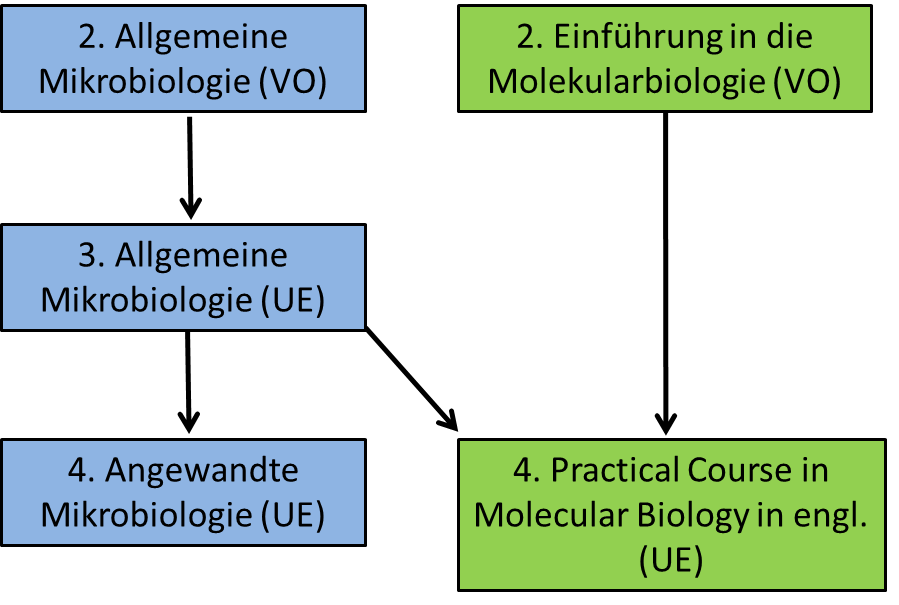 2. Allgemeine
Mikrobiologie (VO)
2. Einführung in die
Molekularbiologie (VO)
3. Allgemeine
Mikrobiologie (UE)
4. Angewandte
Mikrobiologie (UE)
4. Practical Course in
Molecular Biology in engl.
(UE)